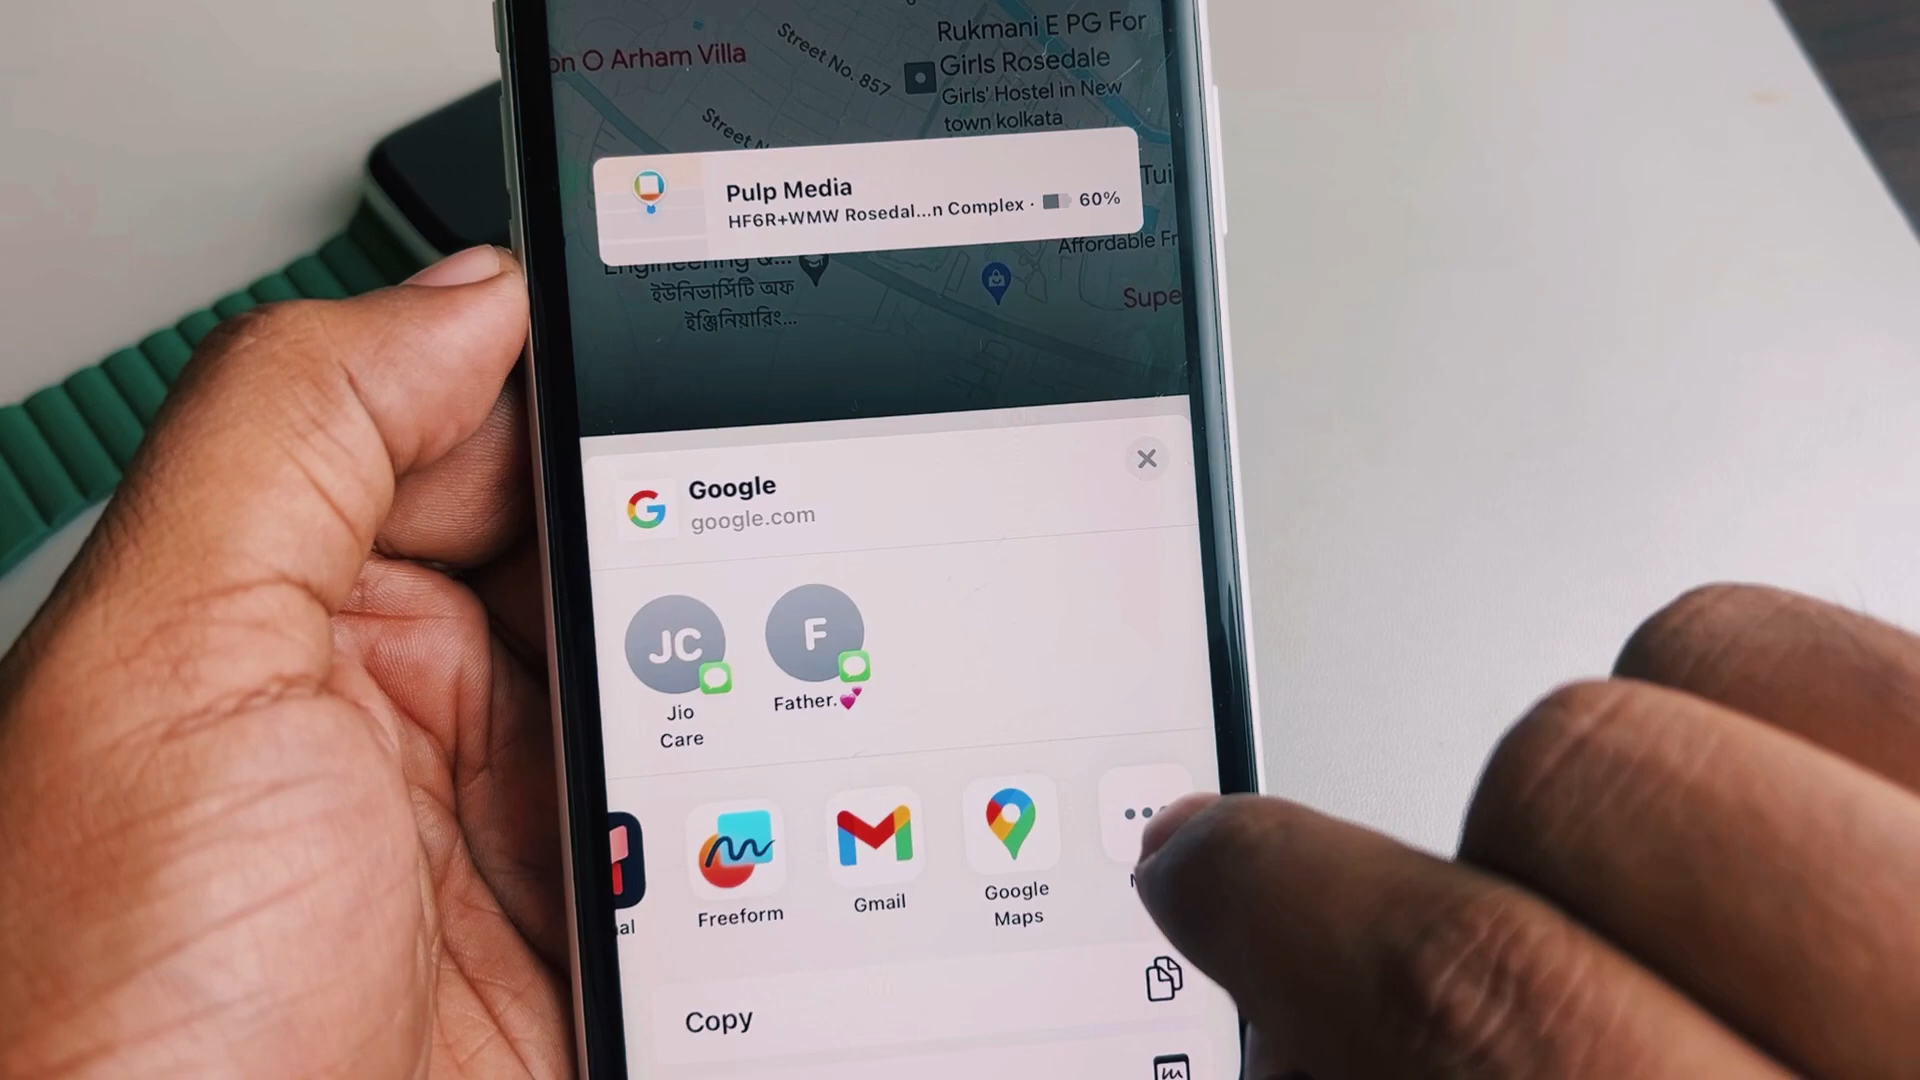 on O Arham Villa
Street No. 857
Rukmani E PG For
Girls Rosedale
Girls' Hostel in New
town kolkata
Street N
Pulp Media
HF6R+WMW Rosedal...n Complex · 60%
Tui
Affordable Fr
Engineering &...
ইউনিভার্সিটি অফ
ইঞ্জিনিয়ারিং...
Supe
Google
google.com
JC
F
Jio
Care
Father.💕
al
Freeform
Gmail
Google
Maps
Copy